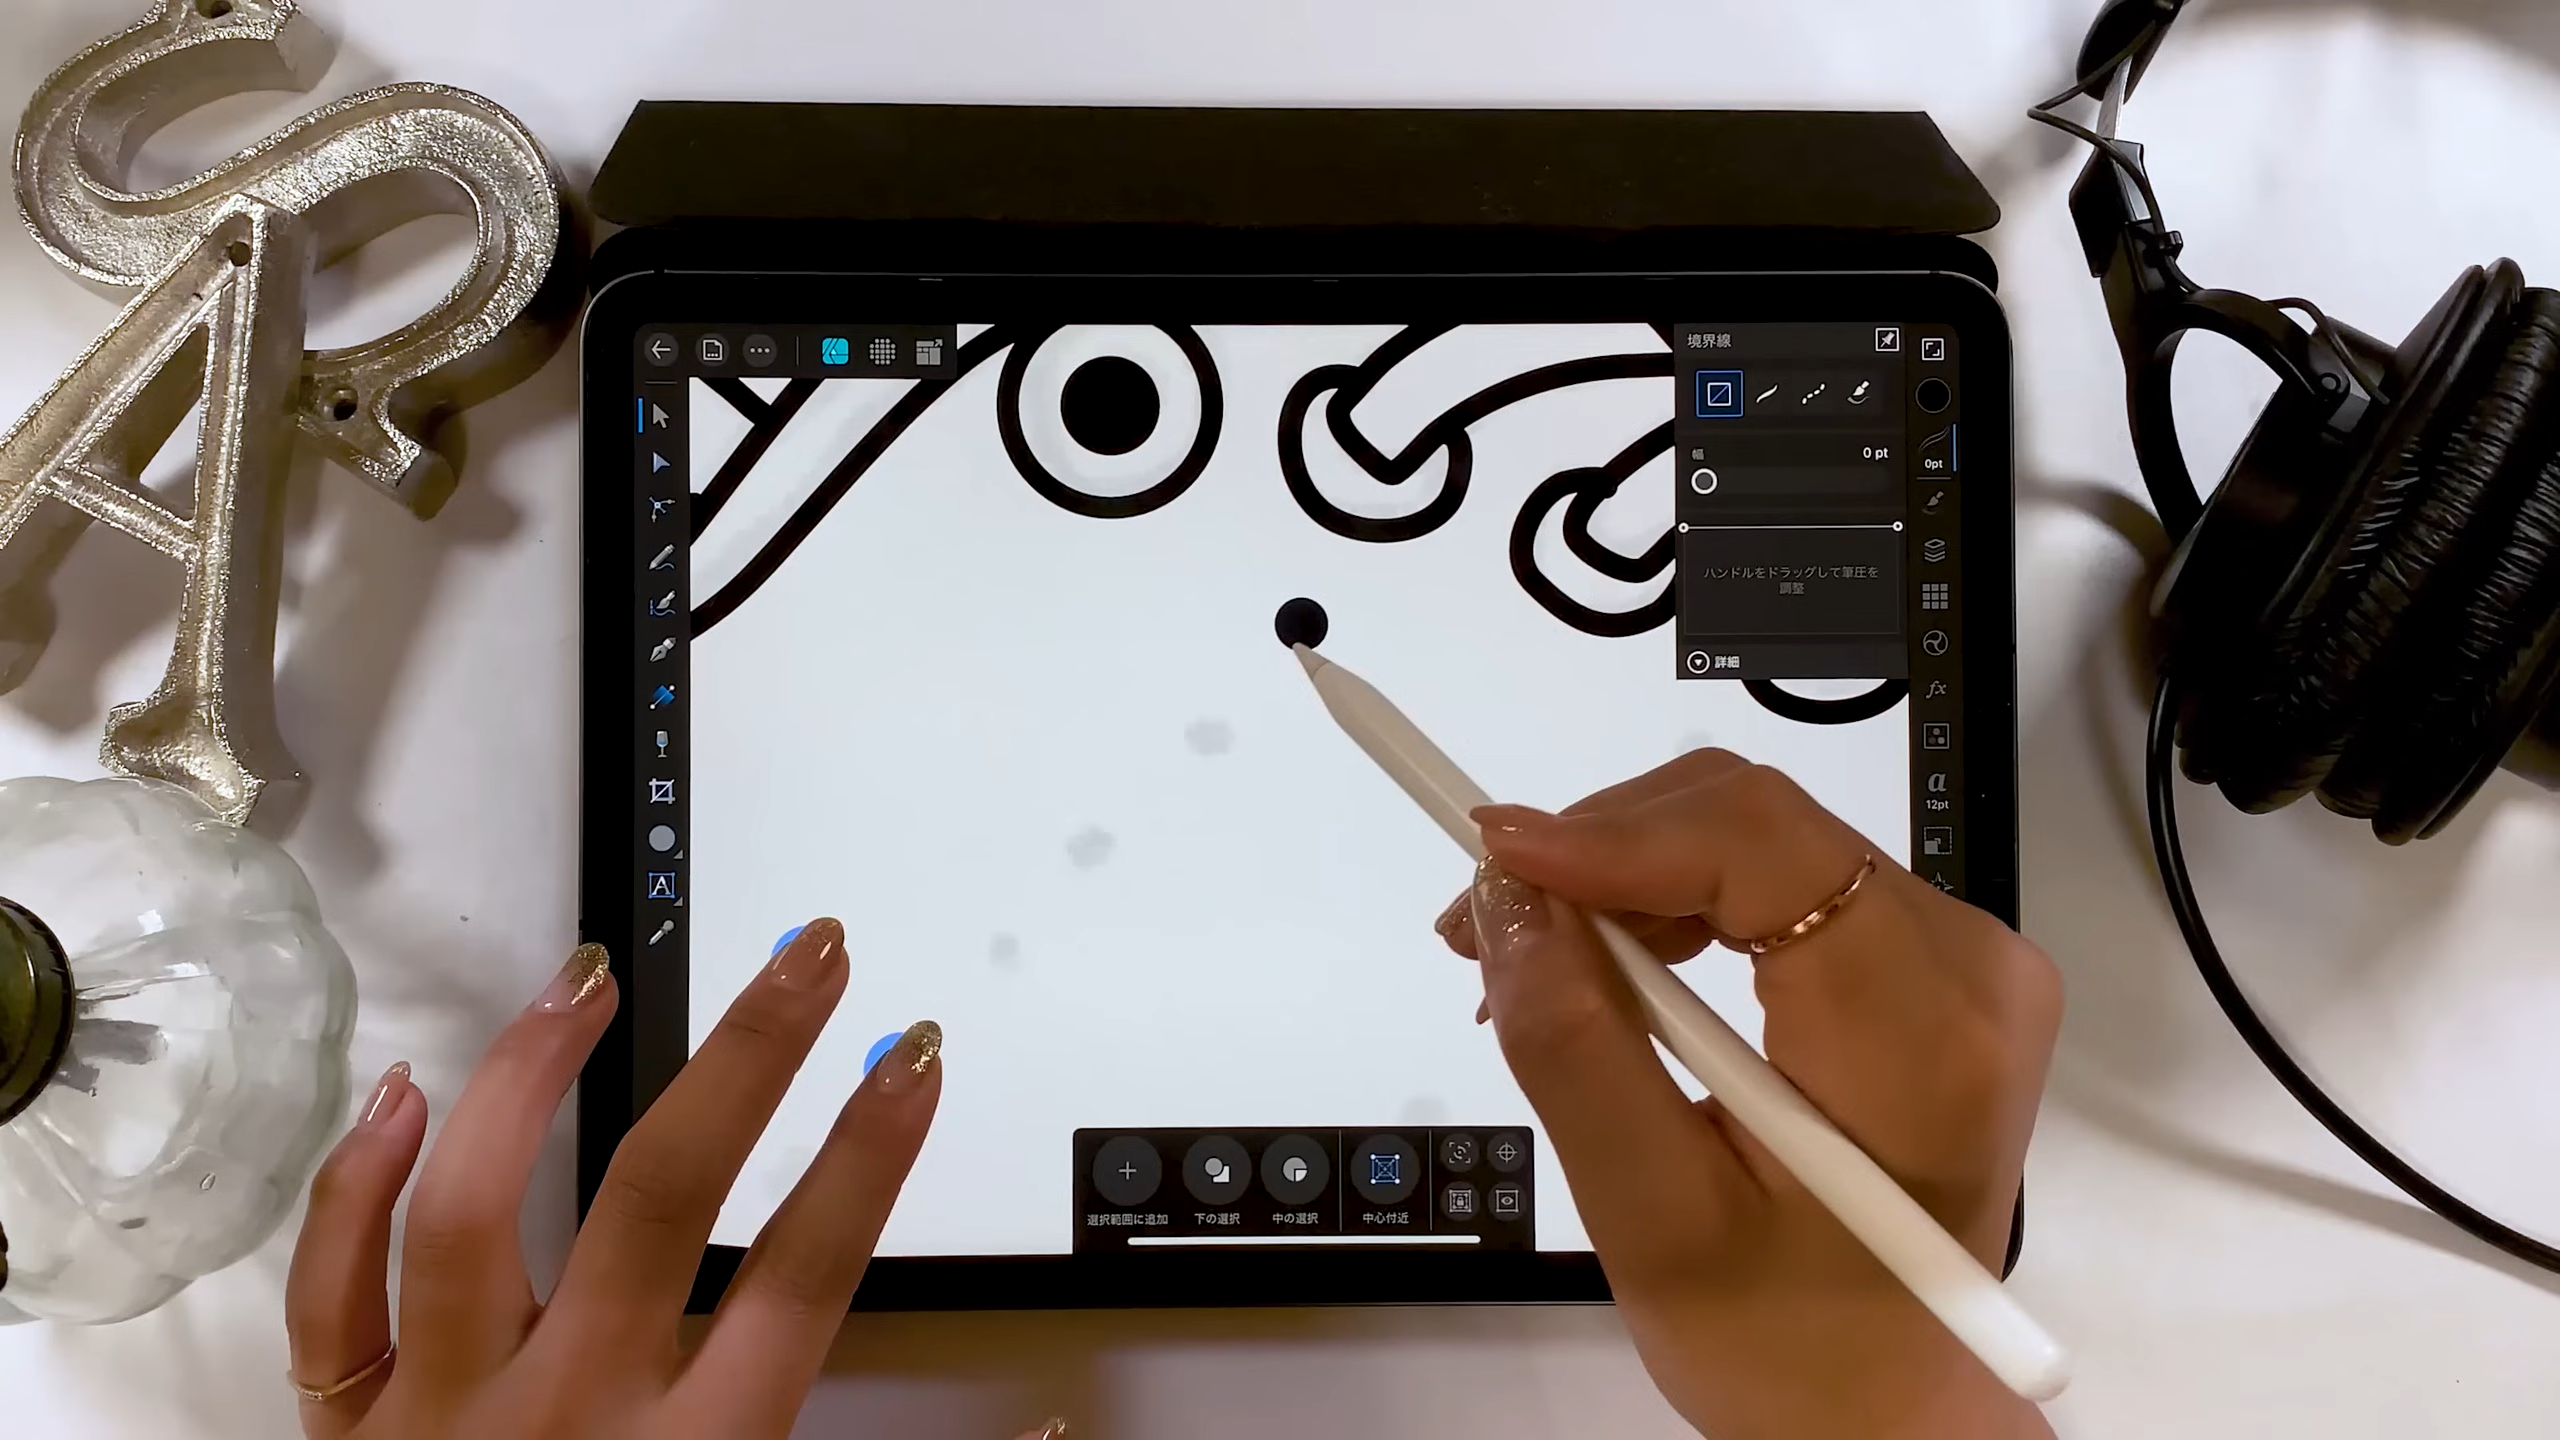 境界線
幅
0 pt
0pt
ハンドルをドラッグして筆圧を
調整
詳細
fx
a
12pt
A
選択範囲に追加
下の選択
中の選択
中心付近
S
R
A